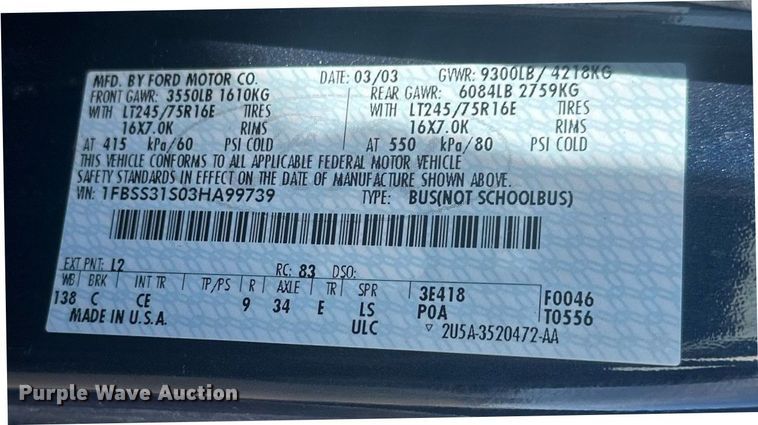 MFD. BY FORD MOTOR CO. DATE: 03/03 GVWR: 9300LB / 4218KG
FRONT GAWR: 3550LB 1610KG REAR GAWR: 6084LB 2759KG
WITH LT245/75R16E TIRES WITH LT245/75R16E TIRES
16X7.0K RIMS 16X7.0K RIMS
AT 415 kPa/60 PSI COLD AT 550 kPa/80 PSI COLD
THIS VEHICLE CONFORMS TO ALL APPLICABLE FEDERAL MOTOR VEHICLE
SAFETY STANDARDS IN EFFECT ON THE DATE OF MANUFACTURE SHOWN ABOVE.
VIN: 1FBSS31S03HA99739 TYPE: BUS(NOT SCHOOLBUS)
EXT PNT: L2 RC: 83 DSO:
WB BRK INT TR TP/PS R AXLE TR SPR 3E418 F0046
138 C CE 9 34 E LS POA T0556
MADE IN U.S.A. ULC ▽ 2U5A-3520472-AA
Purple Wave Auction